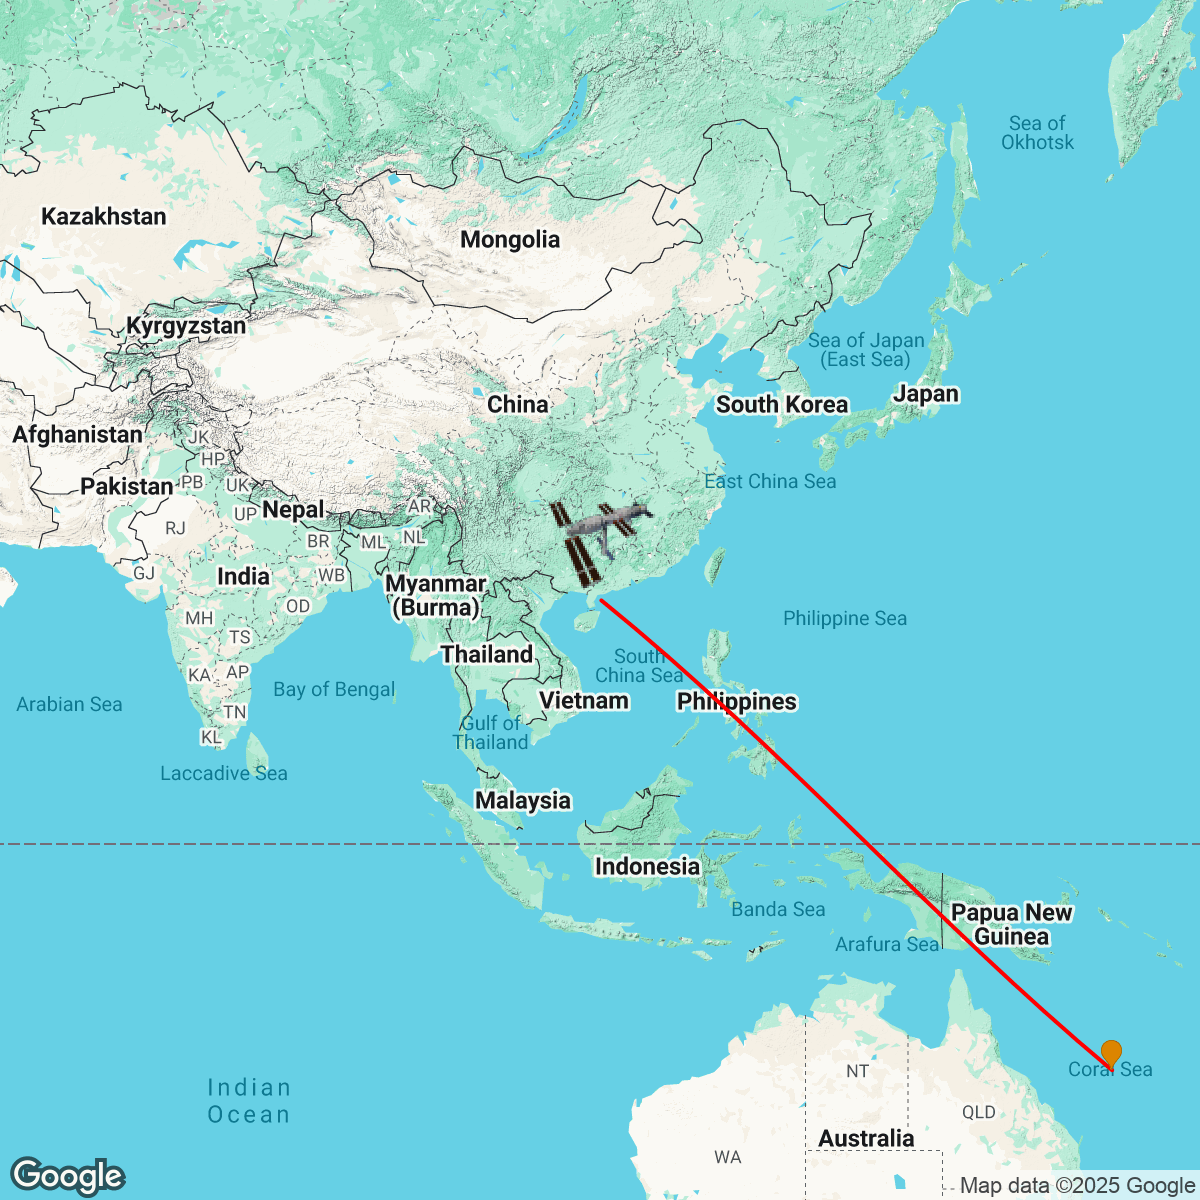 Sea of
Okhotsk
Kazakhstan
Mongolia
Kyrgyzstan
Sea of Japan
(East Sea)
Japan
China
South Korea
Afghanistan
JK
HP
Pakistan
PB
UK
East China Sea
Nepal
UP
AR
RJ
BR
ML
NL
GJ
India
WB
Myanmar
(Burma)
OD
MH
TS
Philippine Sea
Thailand
South
China Sea
KA
AP
Bay of Bengal
Arabian Sea
Vietnam
Philippines
TN
Gulf of
Thailand
KL
Laccadive Sea
Malaysia
Indonesia
Banda Sea
Papua New
Guinea
Arafura Sea
Coral Sea
NT
Indian
Ocean
QLD
Australia
WA
Google
Map data ©2025 Google